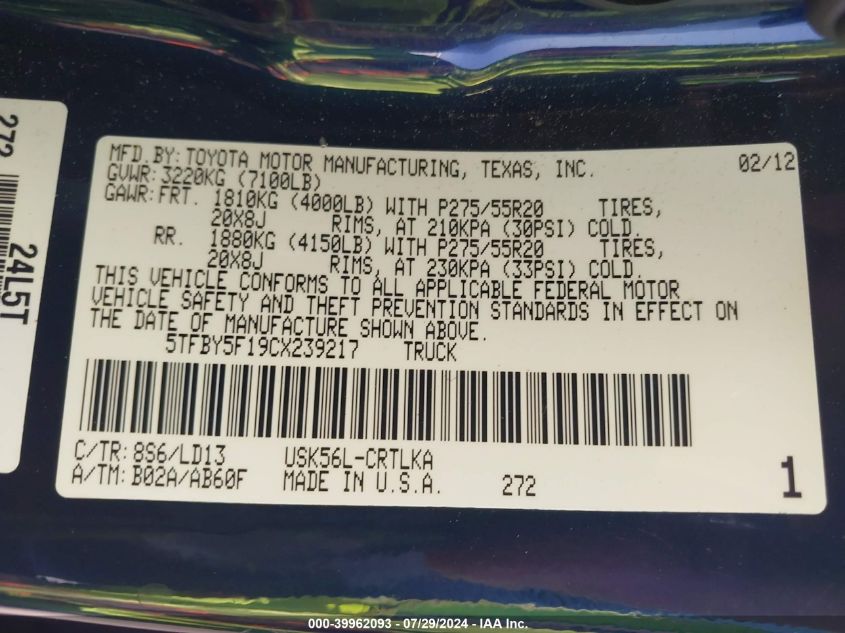 MFD.BY: TOYOTA MOTOR MANUFACTURING, TEXAS, INC. 02/12
GVWR: 3220KG (7100LB)
GAWR: FRT. 1810KG (4000LB) WITH P275/55R20 TIRES,
20X8J RIMS, AT 210KPA (30PSI) COLD.
RR. 1880KG (4150LB) WITH P275/55R20 TIRES,
20X8J RIMS, AT 230KPA (33PSI) COLD.
THIS VEHICLE CONFORMS TO ALL APPLICABLE FEDERAL MOTOR
VEHICLE SAFETY AND THEFT PREVENTION STANDARDS IN EFFECT ON
THE DATE OF MANUFACTURE SHOWN ABOVE.
5TFBY5F19CX239217 TRUCK
C/TR: 8S6/LD13 USK56L-CRTLKA
A/TM: B02A/AB60F MADE IN U.S.A. 272 1
272
24L5T
000-39962093 - 07/29/2024 - IAA Inc.